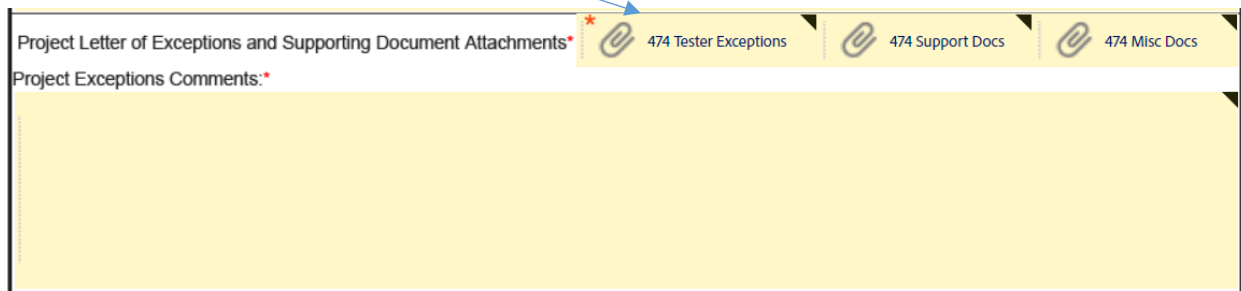 Project Letter of Exceptions and Supporting Document Attachments* * 474 Tester Exceptions 474 Support Docs 474 Misc Docs
Project Exceptions Comments:*